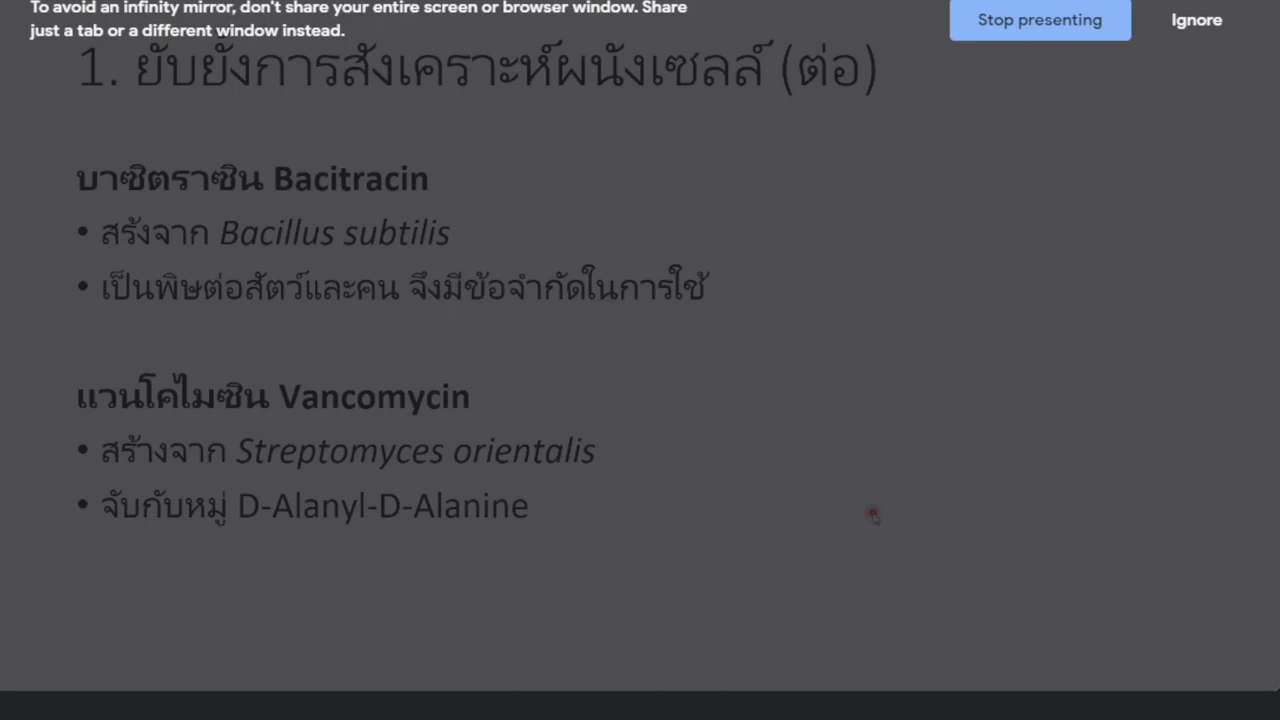 To avoid an infinity mirror, don't share your entire screen or browser window. Share
just a tab or a different window instead.
Stop presenting
Ignore
1. ยับยั้งการสังเคราะห์ผนังเซลล์ (ต่อ)
บาซิตราซิน Bacitracin
• สร้งจาก Bacillus subtilis
• เป็นพิษต่อสัตว์และคน จึงมีข้อจำกัดในการใช้
แวนโคไมซิน Vancomycin
• สร้างจาก Streptomyces orientalis
• จับกับหมู่ D-Alanyl-D-Alanine